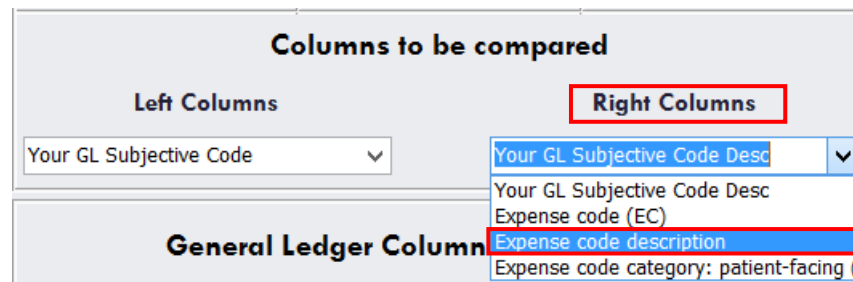 Columns to be compared
Left Columns Right Columns
Your GL Subjective Code Your GL Subjective Code Desc
Your GL Subjective Code Desc
Expense code (EC)
General Ledger Column Expense code description
Expense code category: patient-facing (